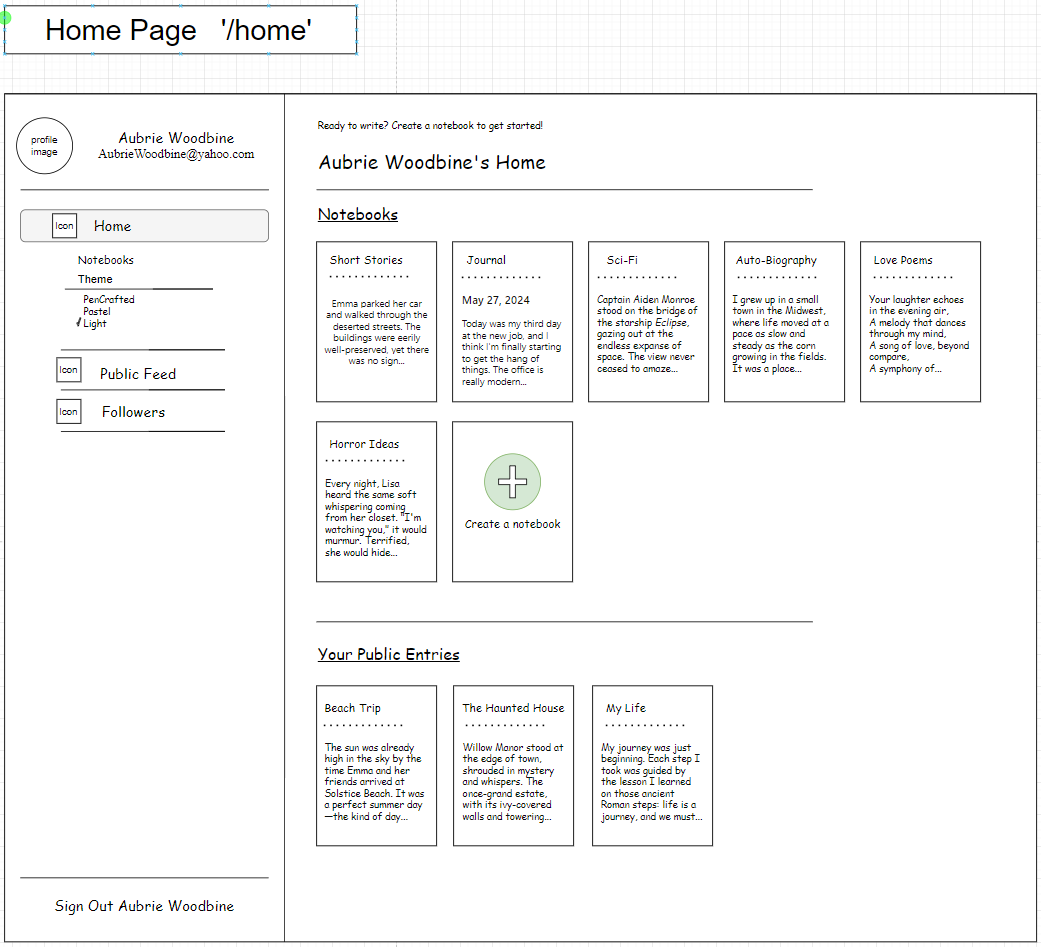 Home Page '/home'
profile
image
Aubrie Woodbine
AubrieWoodbine@yahoo.com
Icon
Home
Notebooks
Theme
PenCrafted
Pastel
Light
Icon
Public Feed
Icon
Followers
Sign Out Aubrie Woodbine
Ready to write? Create a notebook to get started!
Aubrie Woodbine's Home
Notebooks
Short Stories
Emma parked her car
and walked through the
deserted streets. The
buildings were eerily
well-preserved, yet there
was no sign...
Journal
May 27, 2024
Today was my third day
at the new job, and I
think I'm finally starting
to get the hang of
things. The office is
really modern...
Sci-Fi
Captain Aiden Monroe
stood on the bridge of
the starship Eclipse,
gazing out at the
endless expanse of
space. The view never
ceased to amaze...
Auto-Biography
I grew up in a small
town in the Midwest,
where life moved at a
pace as slow and
steady as the corn
growing in the fields.
It was a place...
Love Poems
Your laughter echoes
in the evening air,
A melody that dances
through my mind,
A song of love, beyond
compare,
A symphony of...
Horror Ideas
Every night, Lisa
heard the same soft
whispering coming
from her closet. "I'm
watching you," it would
murmur. Terrified,
she would hide...
Create a notebook
Your Public Entries
Beach Trip
The sun was already
high in the sky by the
time Emma and her
friends arrived at
Solstice Beach. It was
a perfect summer day
—the kind of day...
The Haunted House
Willow Manor stood at
the edge of town,
shrouded in mystery
and whispers. The
once-grand estate,
with its ivy-covered
walls and towering...
My Life
My journey was just
beginning. Each step I
took was guided by
the lesson I learned
on those ancient
Roman steps: life is a
journey, and we must...